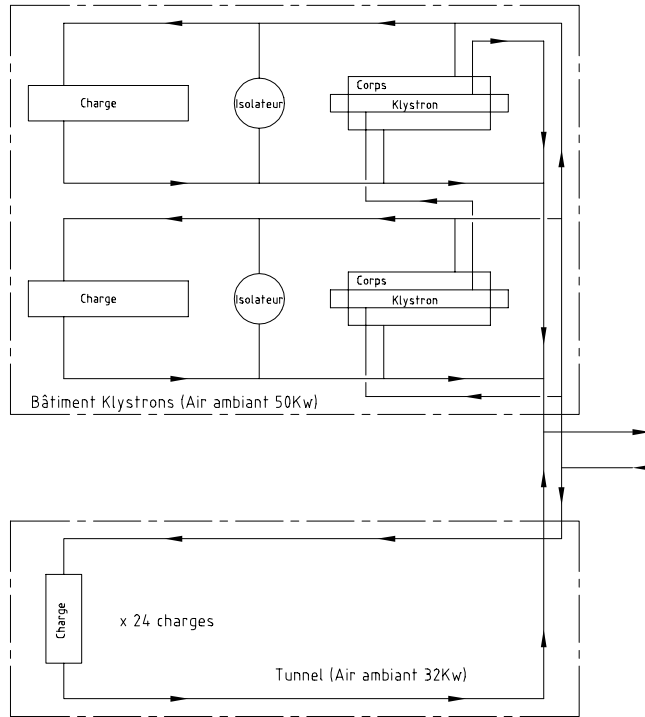 Corps
Charge
Isolateur
Klystron
Corps
Charge
Isolateur
Klystron
Bâtiment Klystrons (Air ambiant 50Kw)
Charge
x 24 charges
Tunnel (Air ambiant 32Kw)